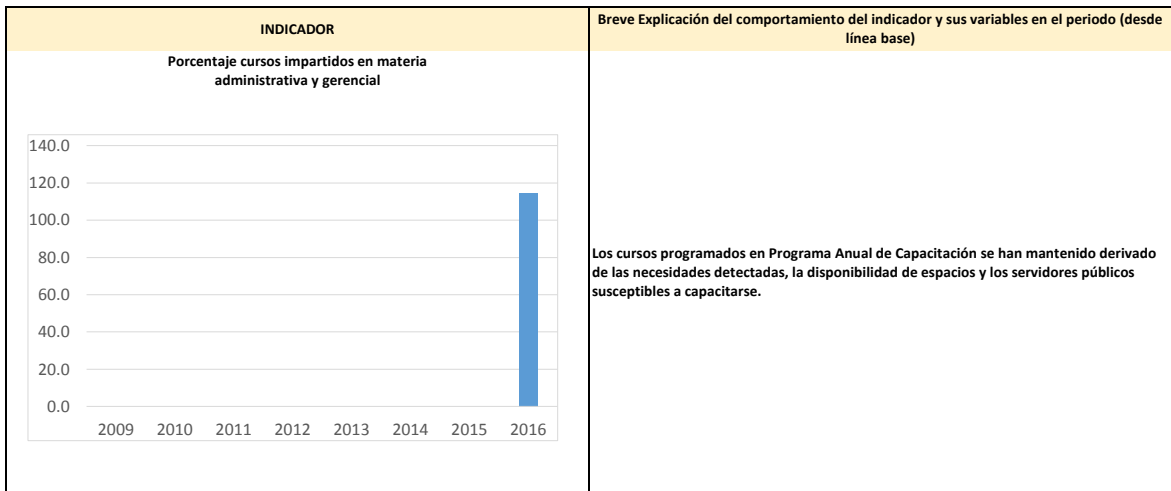 INDICADOR
Breve Explicación del comportamiento del indicador y sus variables en el periodo (desde
línea base)
Porcentaje cursos impartidos en materia
administrativa y gerencial
140.0
120.0
100.0
80.0
60.0
40.0
20.0
0.0
2009 2010 2011 2012 2013 2014 2015 2016
Los cursos programados en Programa Anual de Capacitación se han mantenido derivado
de las necesidades detectadas, la disponibilidad de espacios y los servidores públicos
susceptibles a capacitarse.